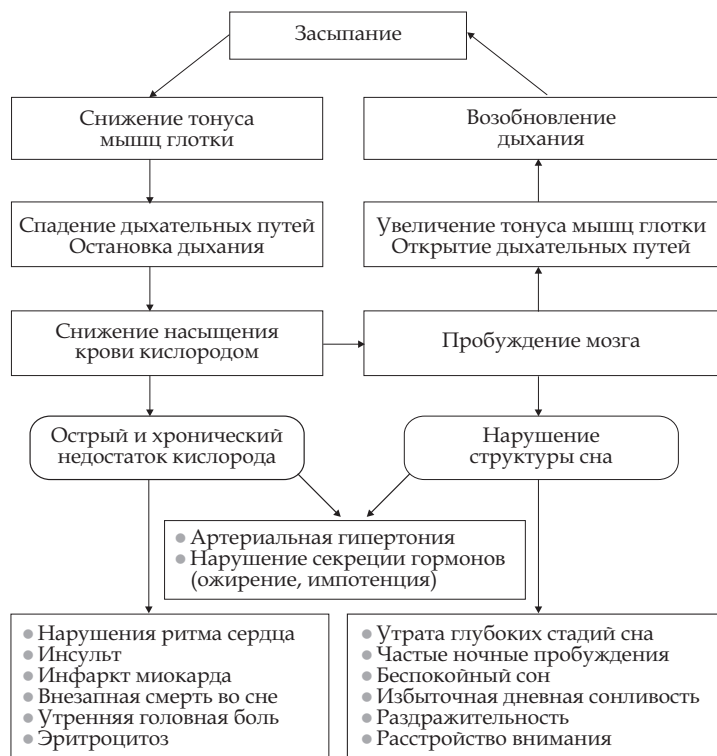 Засыпание
Снижение тонуса
мышц глотки
Возобновление
дыхания
Спадение дыхательных путей
Остановка дыхания
Увеличение тонуса мышц глотки
Открытие дыхательных путей
Снижение насыщения
крови кислородом
Пробуждение мозга
Острый и хронический
недостаток кислорода
Нарушение
структуры сна
Артериальная гипертония
Нарушение секреции гормонов
(ожирение, импотенция)
Нарушения ритма сердца
Инсульт
Инфаркт миокарда
Внезапная смерть во сне
Утренняя головная боль
Эритроцитоз
Утрата глубоких стадий сна
Частые ночные пробуждения
Беспокойный сон
Избыточная дневная сонливость
Раздражительность
Расстройство внимания